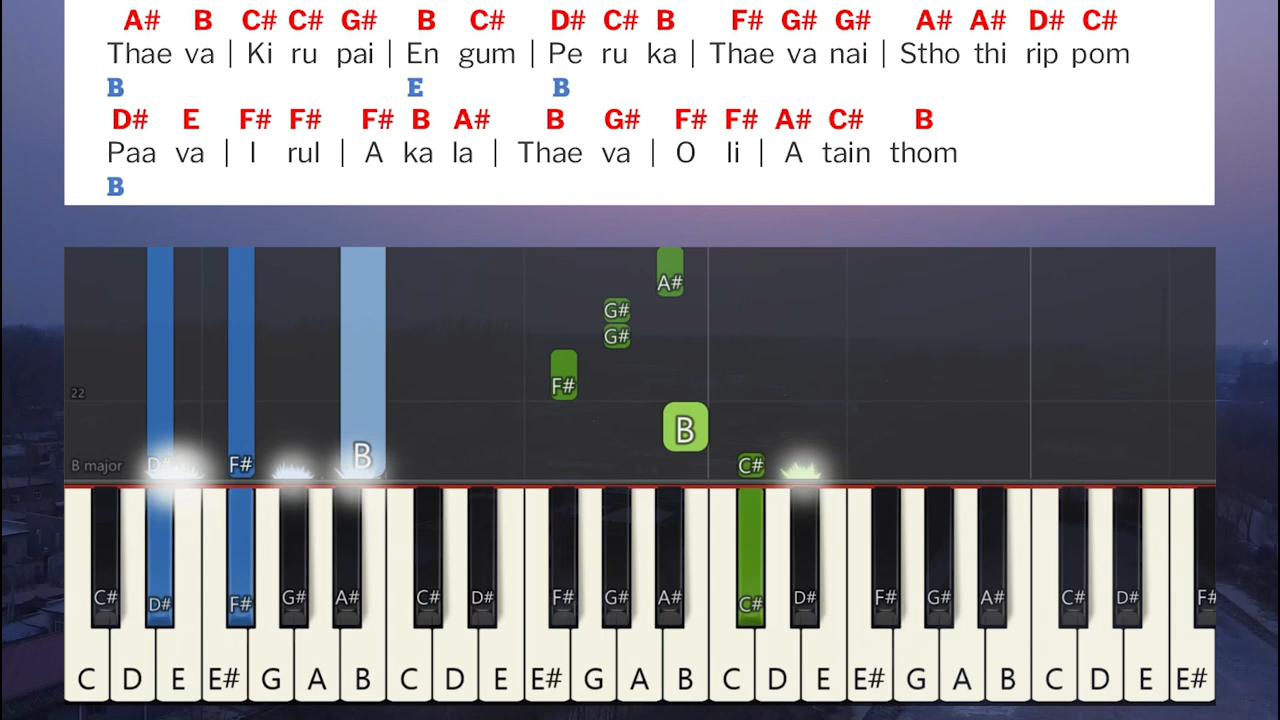 A# B C# C# G# B C# D# C# B F# G# G# A# A# D# C#
Thae va | Ki ru pai | En gum | Pe ru ka | Thae va nai | Stho thi rip pom
B E B
D# E F# F# F# B A# B G# F# F# A# C# B
Paa va | I rul | A ka la | Thae va | O li | A tain thom
B
A#
G#
G#
F#
22
B
B major D# F# B C#
C# D# F# G# A# C# D# F# G# A# C# D# F# G# A# C# D# F#
C D E E# G A B C D E E# G A B C D E E# G A B C D E E#